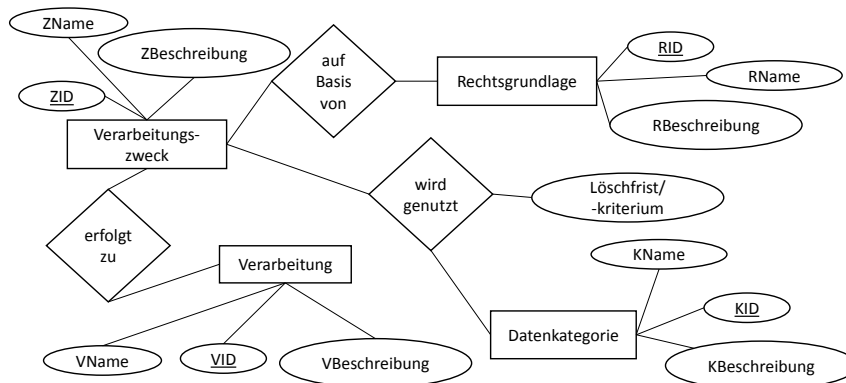 ZName
ZBeschreibung
ZID
Verarbeitungs-
zweck
auf
Basis
von
Rechtsgrundlage
RID
RName
RBeschreibung
wird
genutzt
Löschfrist/
-kriterium
erfolgt
zu
Verarbeitung
VName
VID
VBeschreibung
KName
KID
Datenkategorie
KBeschreibung